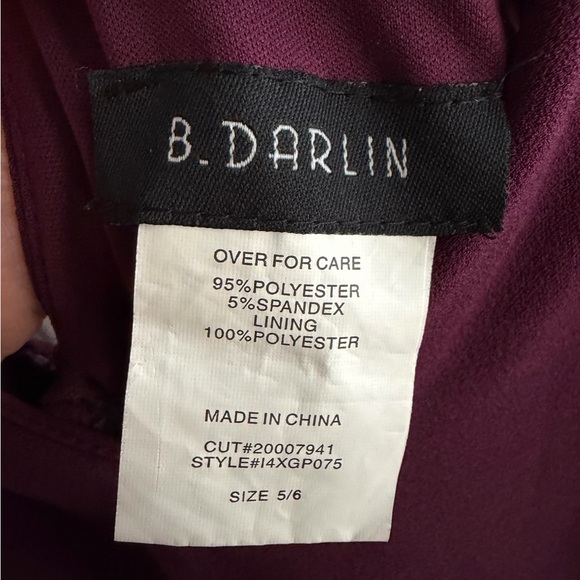 B. DARLIN
OVER FOR CARE
95%POLYESTER
5%SPANDEX
LINING
100%POLYESTER
MADE IN CHINA
CUT#20007941
STYLE#I4XGP075
SIZE 5/6